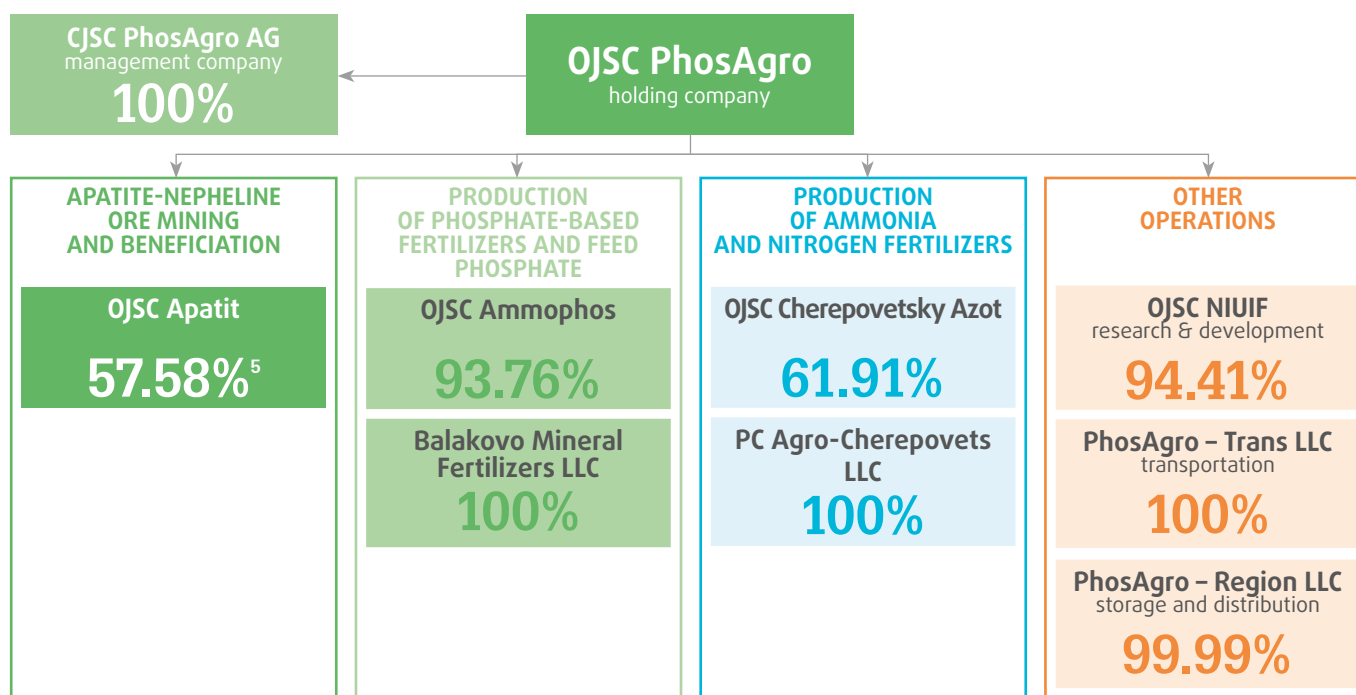 CJSC PhosAgro AG
management company
100%
OJSC PhosAgro
holding company
APATITE-NEPHELINE
ORE MINING
AND BENEFICIATION
OJSC Apatit
57.58%⁵
PRODUCTION
OF PHOSPHATE-BASED
FERTILIZERS AND FEED
PHOSPHATE
OJSC Ammophos
93.76%
Balakovo Mineral
Fertilizers LLC
100%
PRODUCTION
OF AMMONIA
AND NITROGEN FERTILIZERS
OJSC Cherepovetsky Azot
61.91%
PC Agro-Cherepovets
LLC
100%
OTHER
OPERATIONS
OJSC NIUIF
research & development
94.41%
PhosAgro – Trans LLC
transportation
100%
PhosAgro – Region LLC
storage and distribution
99.99%